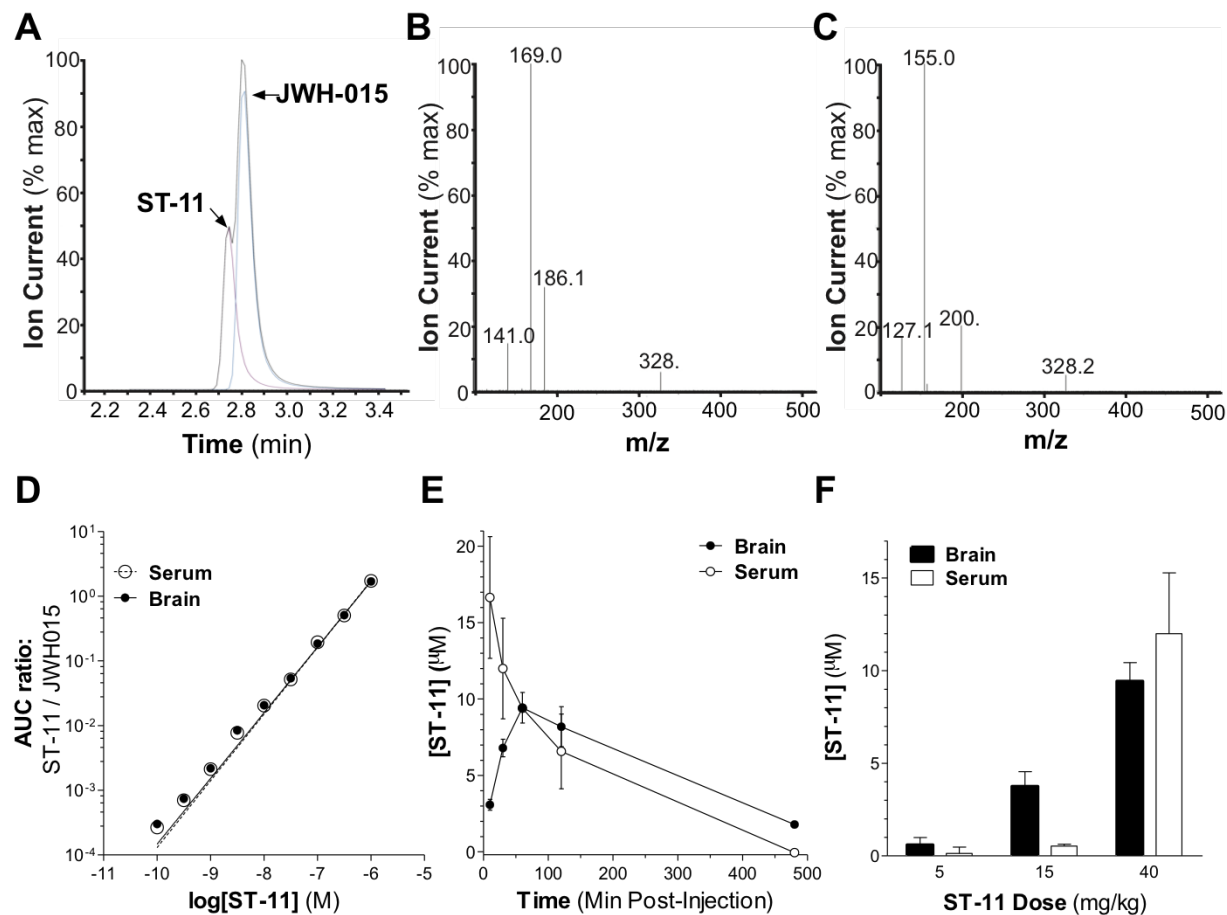 A
100
80
60
40
20
0
Ion Current (% max)
JWH-015
ST-11
2.2 2.4 2.6 2.8 3.0 3.2 3.4
Time (min)
B
100
80
60
40
20
0
Ion Current (% max)
169.0
186.1
141.0
328.
200 300 400 500
m/z
C
100
80
60
40
20
0
Ion Current (% max)
155.0
127.1
200.
328.2
200 300 400 500
m/z
D
10¹
10⁰
10⁻¹
10⁻²
10⁻³
10⁻⁴
AUC ratio:
ST-11 / JWH015
Serum
Brain
-11 -10 -9 -8 -7 -6 -5
log[ST-11] (M)
E
20
15
10
5
0
[ST-11] (µM)
Brain
Serum
0 100 200 300 400 500
Time (Min Post-Injection)
F
15
10
5
0
[ST-11] (µM)
Brain
Serum
5 15 40
ST-11 Dose (mg/kg)